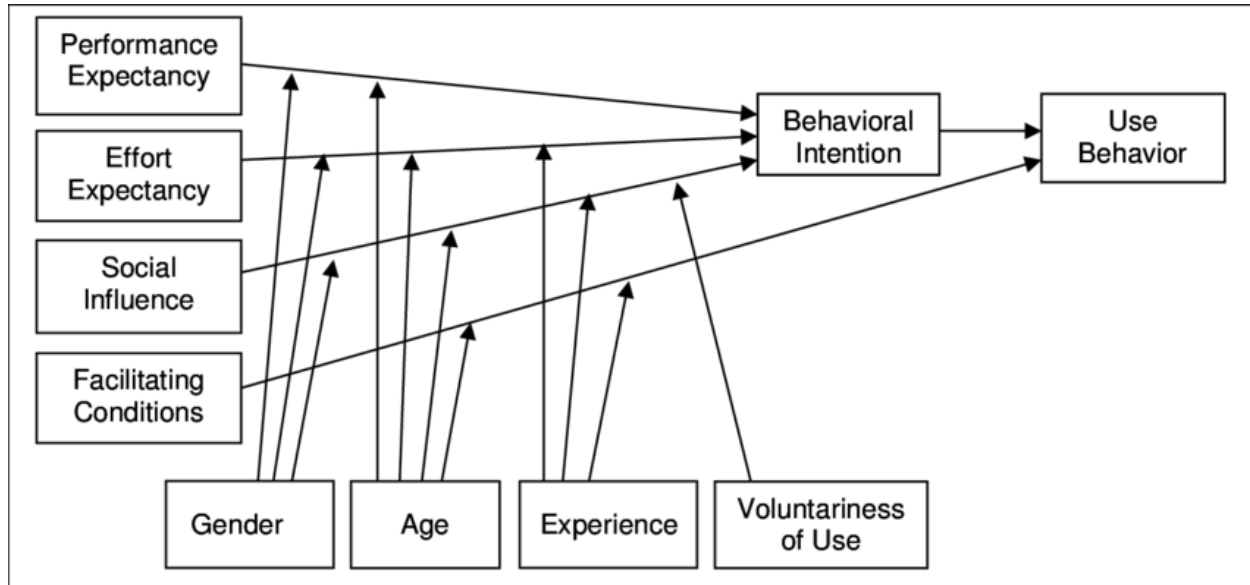 Performance
Expectancy
Effort
Expectancy
Social
Influence
Facilitating
Conditions
Behavioral
Intention
Use
Behavior
Gender
Age
Experience
Voluntariness
of Use